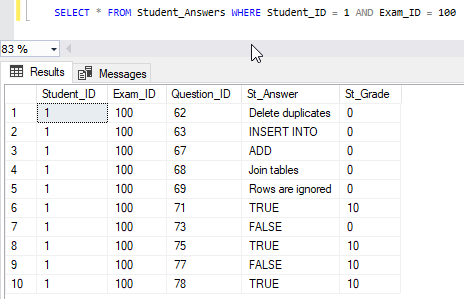 SELECT * FROM Student_Answers WHERE Student_ID = 1 AND Exam_ID = 100
83 %
Results Messages
Student_ID Exam_ID Question_ID St_Answer St_Grade
1 1 100 62 Delete duplicates 0
2 1 100 63 INSERT INTO 0
3 1 100 67 ADD 0
4 1 100 68 Join tables 0
5 1 100 69 Rows are ignored 0
6 1 100 71 TRUE 10
7 1 100 73 FALSE 0
8 1 100 75 TRUE 10
9 1 100 77 FALSE 10
10 1 100 78 TRUE 10